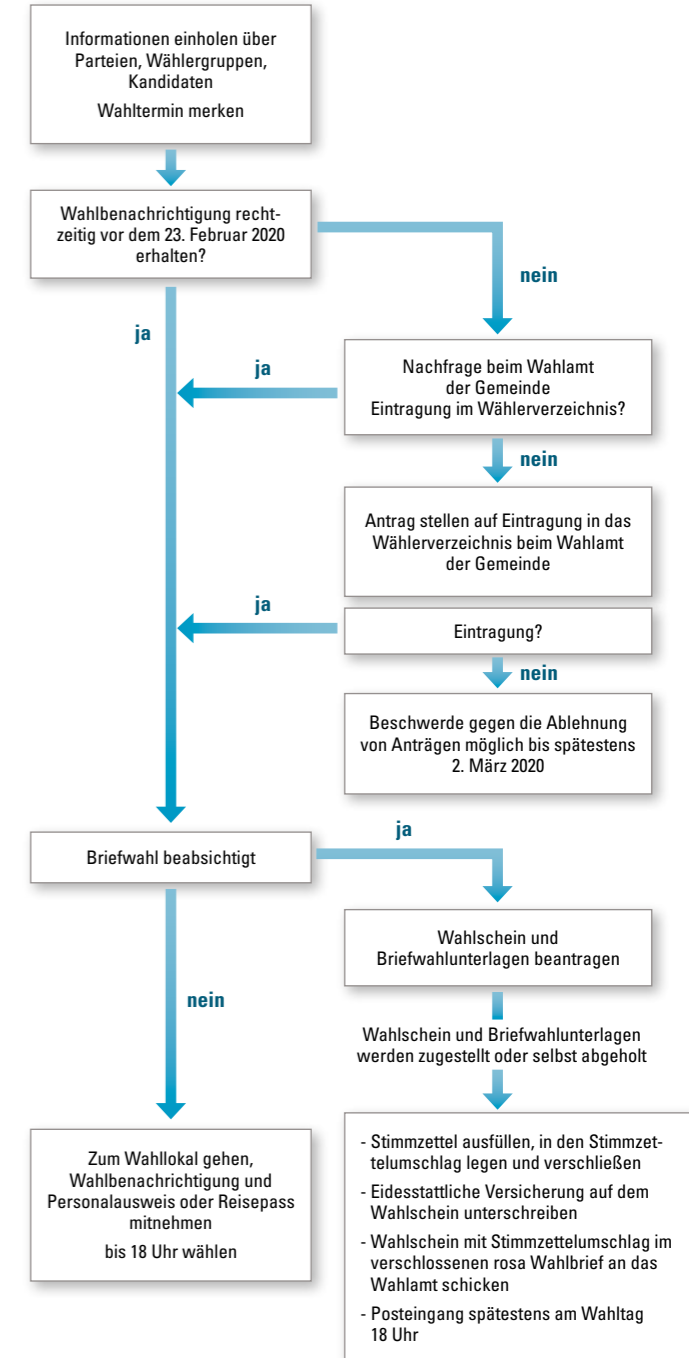 Informationen einholen über
Parteien, Wählergruppen,
Kandidaten
Wahltermin merken
Wahlbenachrichtigung recht-
zeitig vor dem 23. Februar 2020
erhalten?
nein
ja
ja
Nachfrage beim Wahlamt
der Gemeinde
Eintragung im Wählerverzeichnis?
nein
Antrag stellen auf Eintragung in das
Wählerverzeichnis beim Wahlamt
der Gemeinde
ja
Eintragung?
nein
Beschwerde gegen die Ablehnung
von Anträgen möglich bis spätestens
2. März 2020
Briefwahl beabsichtigt
ja
Wahlschein und
Briefwahlunterlagen beantragen
nein
Wahlschein und Briefwahlunterlagen
werden zugestellt oder selbst abgeholt
Zum Wahllokal gehen,
Wahlbenachrichtigung und
Personalausweis oder Reisepass
mitnehmen
bis 18 Uhr wählen
- Stimmzettel ausfüllen, in den Stimmzet-
telumschlag legen und verschließen
- Eidesstattliche Versicherung auf dem
Wahlschein unterschreiben
- Wahlschein mit Stimmzettelumschlag im
verschlossenen rosa Wahlbrief an das
Wahlamt schicken
- Posteingang spätestens am Wahltag
18 Uhr